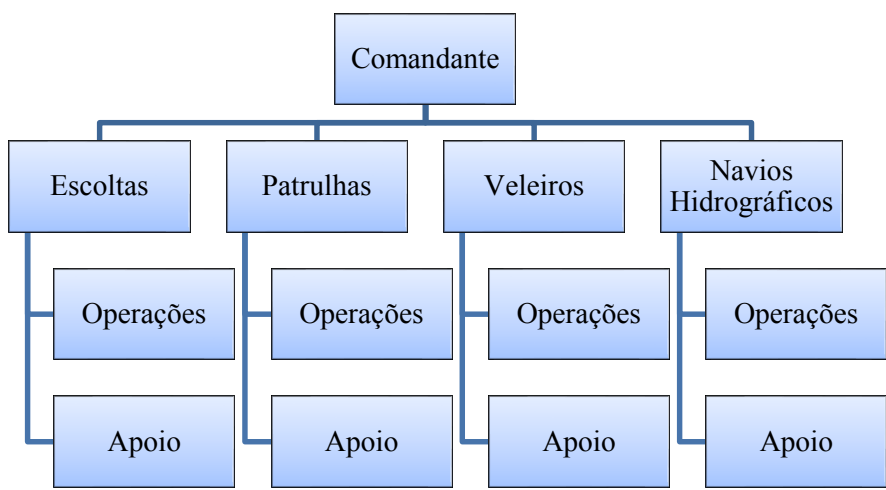 Comandante
Escoltas
Patrulhas
Veleiros
Navios
Hidrográficos
Operações
Operações
Operações
Operações
Apoio
Apoio
Apoio
Apoio